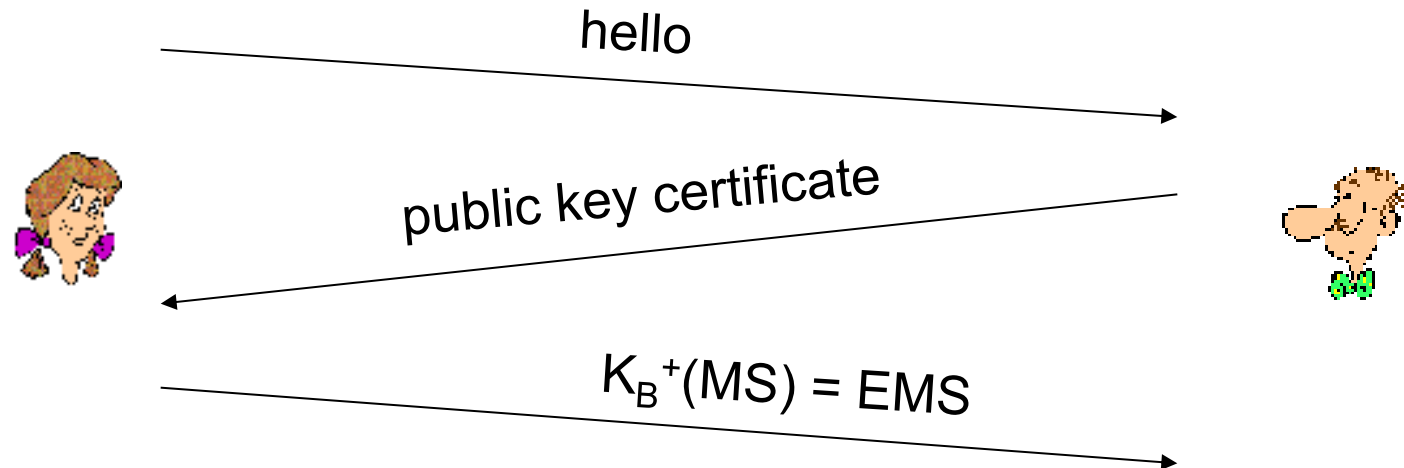 hello
public key certificate
K_B^+(MS) = EMS